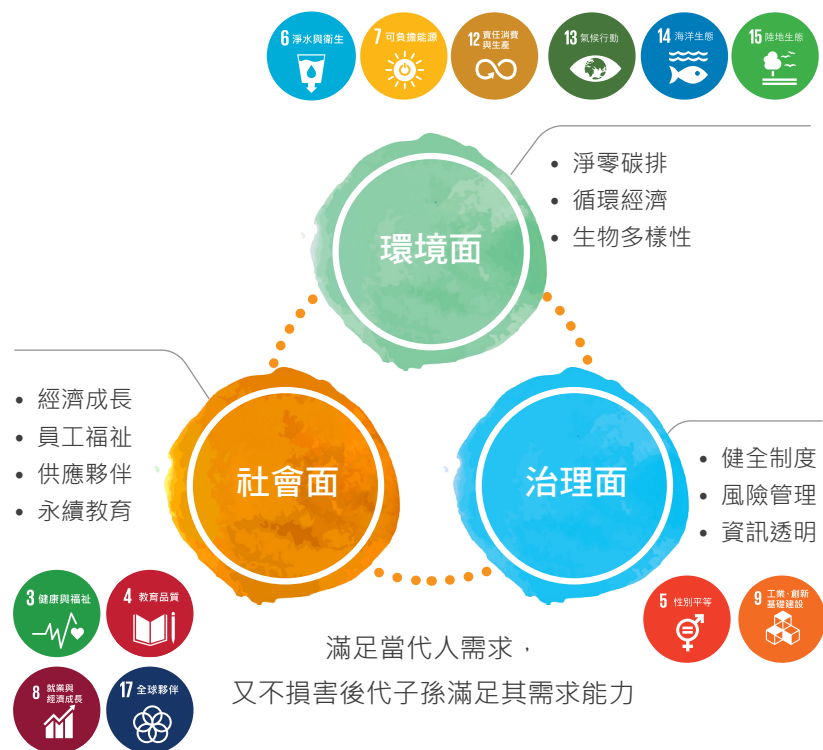 6 淨水與衛生
7 可負擔能源
12 責任消費
與生產
13 氣候行動
14 海洋生態
15 陸地生態
• 淨零碳排
• 循環經濟
• 生物多樣性
環境面
• 經濟成長
• 員工福祉
• 供應夥伴
• 永續教育
社會面
治理面
• 健全制度
• 風險管理
• 資訊透明
3 健康與福祉
4 教育品質
8 就業與
經濟成長
17 全球夥伴
5 性別平等
9 工業、創新
基礎建設
滿足當代人需求，
又不損害後代子孫滿足其需求能力